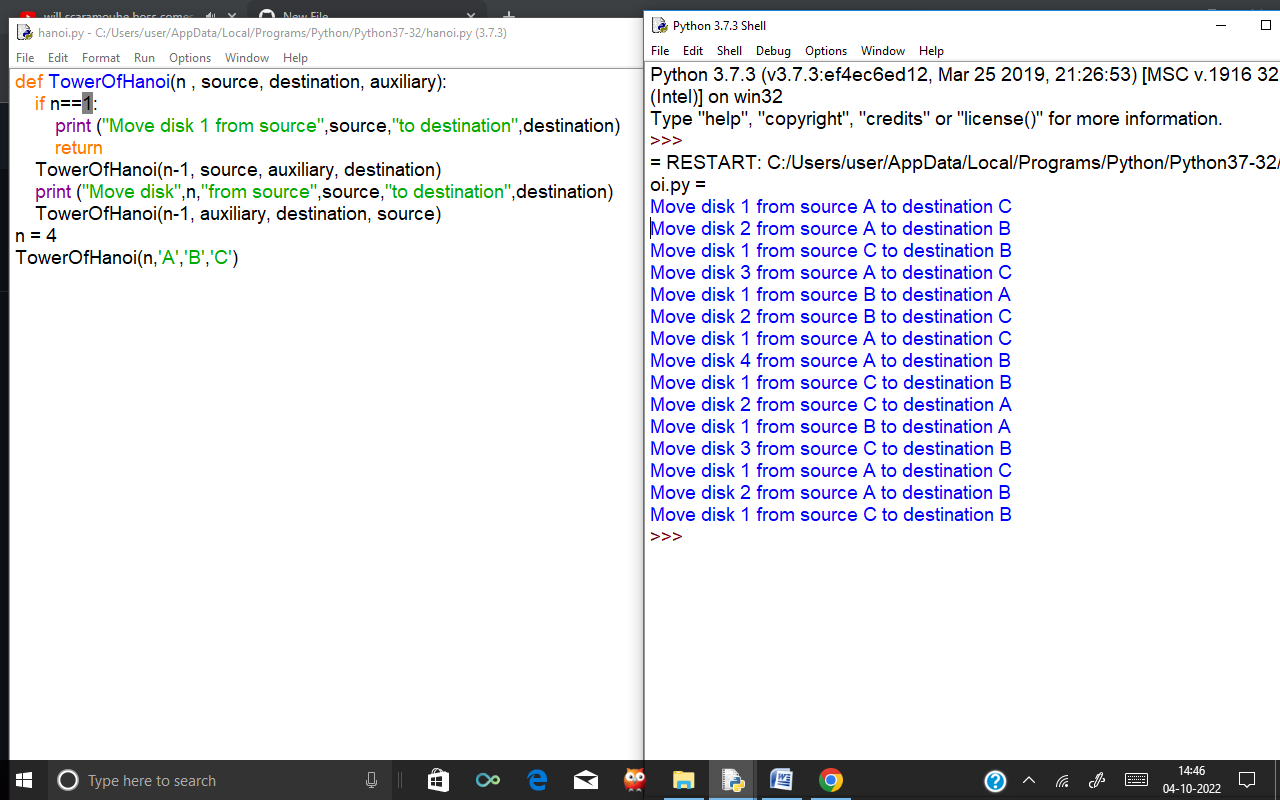 will scaramouche boss comes
New File
hanoi.py - C:/Users/user/AppData/Local/Programs/Python/Python37-32/hanoi.py (3.7.3)
File Edit Format Run Options Window Help
def TowerOfHanoi(n , source, destination, auxiliary):
if n==1:
print ("Move disk 1 from source",source,"to destination",destination)
return
TowerOfHanoi(n-1, source, auxiliary, destination)
print ("Move disk",n,"from source",source,"to destination",destination)
TowerOfHanoi(n-1, auxiliary, destination, source)
n = 4
TowerOfHanoi(n,'A','B','C')
Python 3.7.3 Shell
File Edit Shell Debug Options Window Help
Python 3.7.3 (v3.7.3:ef4ec6ed12, Mar 25 2019, 21:26:53) [MSC v.1916 32
(Intel)] on win32
Type "help", "copyright", "credits" or "license()" for more information.
>>>
= RESTART: C:/Users/user/AppData/Local/Programs/Python/Python37-32/
oi.py =
Move disk 1 from source A to destination C
Move disk 2 from source A to destination B
Move disk 1 from source C to destination B
Move disk 3 from source A to destination C
Move disk 1 from source B to destination A
Move disk 2 from source B to destination C
Move disk 1 from source A to destination C
Move disk 4 from source A to destination B
Move disk 1 from source C to destination B
Move disk 2 from source C to destination A
Move disk 1 from source B to destination A
Move disk 3 from source C to destination B
Move disk 1 from source A to destination C
Move disk 2 from source A to destination B
Move disk 1 from source C to destination B
>>>
Type here to search
14:46
04-10-2022